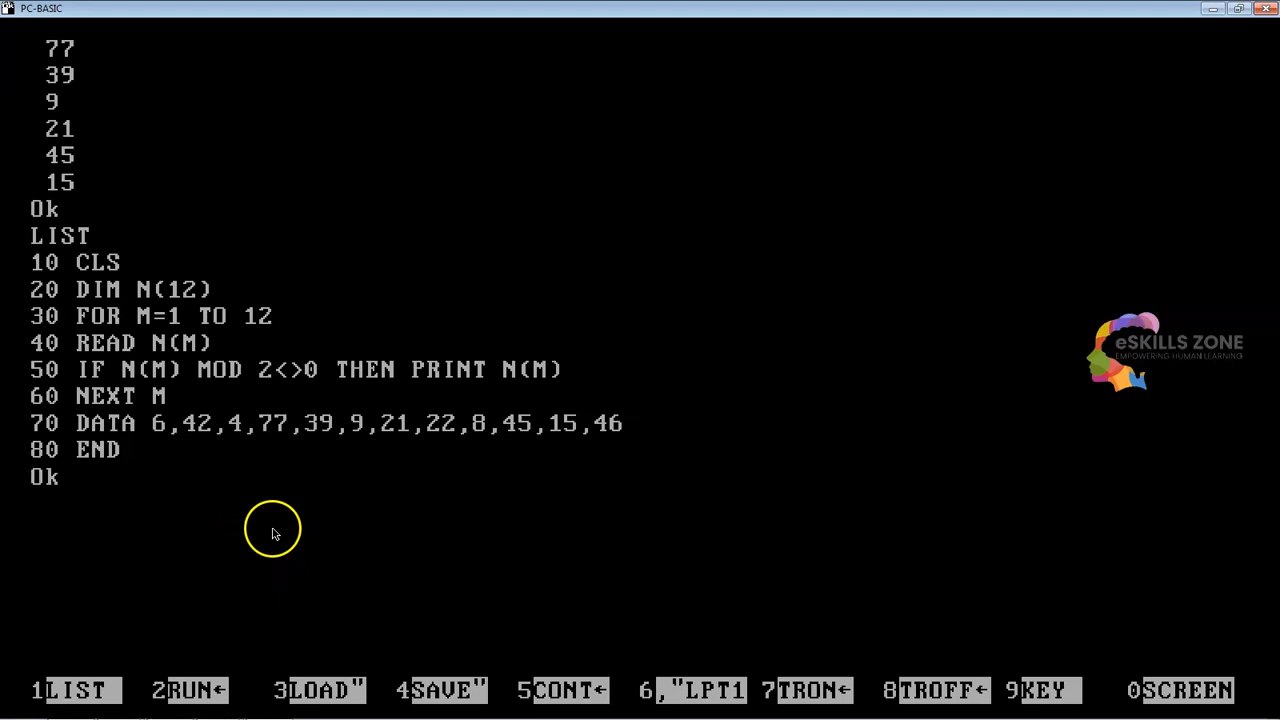 PC-BASIC
77
39
9
21
45
15
Ok
LIST
10 CLS
20 DIM N(12)
30 FOR M=1 TO 12
40 READ N(M)
50 IF N(M) MOD 2<>0 THEN PRINT N(M)
60 NEXT M
70 DATA 6,42,4,77,39,9,21,22,8,45,15,46
80 END
Ok
eSKILLS ZONE
EMPOWERING HUMAN LEARNING
1LIST 2RUN← 3LOAD" 4SAVE" 5CONT← 6,"LPT1 7TRON← 8TROFF← 9KEY 0SCREEN